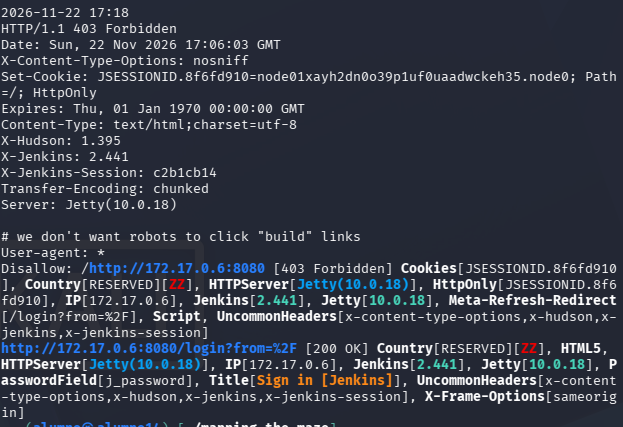 2026-11-22 17:18
HTTP/1.1 403 Forbidden
Date: Sun, 22 Nov 2026 17:06:03 GMT
X-Content-Type-Options: nosniff
Set-Cookie: JSESSIONID.8f6fd910=node01xayh2dn0o39p1uf0uaadwckeh35.node0; Path
=/; HttpOnly
Expires: Thu, 01 Jan 1970 00:00:00 GMT
Content-Type: text/html;charset=utf-8
X-Hudson: 1.395
X-Jenkins: 2.441
X-Jenkins-Session: c2b1cb14
Transfer-Encoding: chunked
Server: Jetty(10.0.18)

# we don't want robots to click "build" links
User-agent: *
Disallow: /http://172.17.0.6:8080 [403 Forbidden] Cookies[JSESSIONID.8f6fd910
], Country[RESERVED][ZZ], HTTPServer[Jetty(10.0.18)], HttpOnly[JSESSIONID.8f6
fd910], IP[172.17.0.6], Jenkins[2.441], Jetty[10.0.18], Meta-Refresh-Redirect
[/login?from=%2F], Script, UncommonHeaders[x-content-type-options,x-hudson,x-
jenkins,x-jenkins-session]
http://172.17.0.6:8080/login?from=%2F [200 OK] Country[RESERVED][ZZ], HTML5,
HTTPServer[Jetty(10.0.18)], IP[172.17.0.6], Jenkins[2.441], Jetty[10.0.18], P
asswordField[j_password], Title[Sign in [Jenkins]], UncommonHeaders[x-content
-type-options,x-hudson,x-jenkins,x-jenkins-session], X-Frame-Options[sameorig
in]